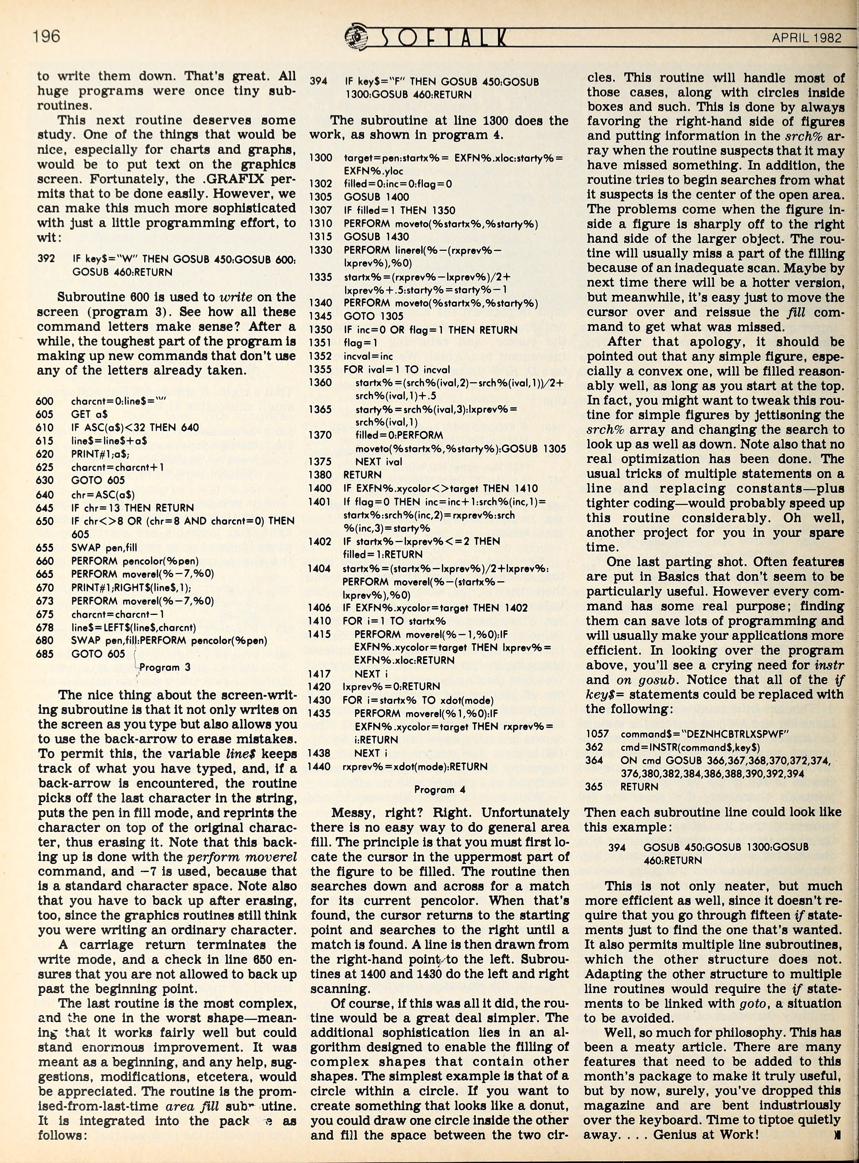 196
SOFTALK
APRIL 1982
to write them down. That's great. All
huge programs were once tiny sub-
routines.
This next routine deserves some
study. One of the things that would be
nice, especially for charts and graphs,
would be to put text on the graphics
screen. Fortunately, the .GRAFIX per-
mits that to be done easily. However, we
can make this much more sophisticated
with just a little programming effort, to
wit:
392 IF key$="W" THEN GOSUB 450:GOSUB 600:
GOSUB 460:RETURN
Subroutine 600 is used to write on the
screen (program 3). See how all these
command letters make sense? After a
while, the toughest part of the program is
making up new commands that don't use
any of the letters already taken.
600 charcnt=0:line$=""
605 GET a$
610 IF ASC(a$)<32 THEN 640
615 line$=line$+a$
620 PRINT#1;a$;
625 charcnt=charcnt+1
630 GOTO 605
640 chr=ASC(a$)
645 IF chr=13 THEN RETURN
650 IF chr<>8 OR (chr=8 AND charcnt=0) THEN
605
655 SWAP pen,fill
660 PERFORM pencolor(%pen)
665 PERFORM moverel(%-7,%0)
670 PRINT#1;RIGHT$(line$,1);
673 PERFORM moverel(%-7,%0)
675 charcnt=charcnt-1
678 line$=LEFT$(line$,charcnt)
680 SWAP pen,fill:PERFORM pencolor(%pen)
685 GOTO 605
Program 3
The nice thing about the screen-writ-
ing subroutine is that it not only writes on
the screen as you type but also allows you
to use the back-arrow to erase mistakes.
To permit this, the variable line$ keeps
track of what you have typed, and, if a
back-arrow is encountered, the routine
picks off the last character in the string,
puts the pen in fill mode, and reprints the
character on top of the original charac-
ter, thus erasing it. Note that this back-
ing up is done with the perform moverel
command, and -7 is used, because that
is a standard character space. Note also
that you have to back up after erasing,
too, since the graphics routines still think
you were writing an ordinary character.
A carriage return terminates the
write mode, and a check in line 650 en-
sures that you are not allowed to back up
past the beginning point.
The last routine is the most complex,
and the one in the worst shape—mean-
ing that it works fairly well but could
stand enormous improvement. It was
meant as a beginning, and any help, sug-
gestions, modifications, etcetera, would
be appreciated. The routine is the prom-
ised-from-last-time area fill sub utine.
It is integrated into the pack e as
follows:
394 IF key$="F" THEN GOSUB 450:GOSUB
1300:GOSUB 460:RETURN
The subroutine at line 1300 does the
work, as shown in program 4.
1300 target=pen:startx%= EXFN%.xloc:starty%=
EXFN%.yloc
1302 filled=0:inc=0:flag=0
1305 GOSUB 1400
1307 IF filled=1 THEN 1350
1310 PERFORM moveto(%startx%,%starty%)
1315 GOSUB 1430
1330 PERFORM linerel(%-(rxprev%-
lxprev%),%0)
1335 startx%=(rxprev%-lxprev%)/2+
lxprev%+.5:starty%=starty%-1
1340 PERFORM moveto(%startx%,%starty%)
1345 GOTO 1305
1350 IF inc=0 OR flag=1 THEN RETURN
1351 flag=1
1352 incval=inc
1355 FOR ival=1 TO incval
1360 startx%=(srch%(ival,2)-srch%(ival,1))/2+
srch%(ival,1)+.5
1365 starty%=srch%(ival,3):lxprev%=
srch%(ival,1)
1370 filled=0:PERFORM
moveto(%startx%,%starty%):GOSUB 1305
1375 NEXT ival
1380 RETURN
1400 IF EXFN%.xycolor<>target THEN 1410
1401 If flag=0 THEN inc=inc+1:srch%(inc,1)=
startx%:srch%(inc,2)=rxprev%:srch
%(inc,3)=starty%
1402 IF startx%-lxprev%<=2 THEN
filled=1:RETURN
1404 startx%=(startx%-lxprev%)/2+lxprev%:
PERFORM moverel(%-(startx%-
lxprev%),%0)
1406 IF EXFN%.xycolor=target THEN 1402
1410 FOR i=1 TO startx%
1415 PERFORM moverel(%-1,%0):IF
EXFN%.xycolor=target THEN lxprev%=
EXFN%.xloc:RETURN
1417 NEXT i
1420 lxprev%=0:RETURN
1430 FOR i=startx% TO xdot(mode)
1435 PERFORM moverel(%1,%0):IF
EXFN%.xycolor=target THEN rxprev%=
i:RETURN
1438 NEXT i
1440 rxprev%=xdot(mode):RETURN
Program 4
Messy, right? Right. Unfortunately
there is no easy way to do general area
fill. The principle is that you must first lo-
cate the cursor in the uppermost part of
the figure to be filled. The routine then
searches down and across for a match
for its current pencolor. When that's
found, the cursor returns to the starting
point and searches to the right until a
match is found. A line is then drawn from
the right-hand point to the left. Subrou-
tines at 1400 and 1430 do the left and right
scanning.
Of course, if this was all it did, the rou-
tine would be a great deal simpler. The
additional sophistication lies in an al-
gorithm designed to enable the filling of
complex shapes that contain other
shapes. The simplest example is that of a
circle within a circle. If you want to
create something that looks like a donut,
you could draw one circle inside the other
and fill the space between the two cir-
cles. This routine will handle most of
those cases, along with circles inside
boxes and such. This is done by always
favoring the right-hand side of figures
and putting information in the srch% ar-
ray when the routine suspects that it may
have missed something. In addition, the
routine tries to begin searches from what
it suspects is the center of the open area.
The problems come when the figure in-
side a figure is sharply off to the right
hand side of the larger object. The rou-
tine will usually miss a part of the filling
because of an inadequate scan. Maybe by
next time there will be a hotter version,
but meanwhile, it's easy just to move the
cursor over and reissue the fill com-
mand to get what was missed.
After that apology, it should be
pointed out that any simple figure, espe-
cially a convex one, will be filled reason-
ably well, as long as you start at the top.
In fact, you might want to tweak this rou-
tine for simple figures by jettisoning the
srch% array and changing the search to
look up as well as down. Note also that no
real optimization has been done. The
usual tricks of multiple statements on a
line and replacing constants—plus
tighter coding—would probably speed up
this routine considerably. Oh well,
another project for you in your spare
time.
One last parting shot. Often features
are put in Basics that don't seem to be
particularly useful. However every com-
mand has some real purpose; finding
them can save lots of programming and
will usually make your applications more
efficient. In looking over the program
above, you'll see a crying need for instr
and on gosub. Notice that all of the if
key$= statements could be replaced with
the following:
1057 command$="DEZNHCBTRLXSPWF"
362 cmd=INSTR(command$,key$)
364 ON cmd GOSUB 366,367,368,370,372,374,
376,380,382,384,386,388,390,392,394
365 RETURN
Then each subroutine line could look like
this example:
394 GOSUB 450:GOSUB 1300:GOSUB
460:RETURN
This is not only neater, but much
more efficient as well, since it doesn't re-
quire that you go through fifteen if state-
ments just to find the one that's wanted.
It also permits multiple line subroutines,
which the other structure does not.
Adapting the other structure to multiple
line routines would require the if state-
ments to be linked with goto, a situation
to be avoided.
Well, so much for philosophy. This has
been a meaty article. There are many
features that need to be added to this
month's package to make it truly useful,
but by now, surely, you've dropped this
magazine and are bent industriously
over the keyboard. Time to tiptoe quietly
away. . . . Genius at Work!